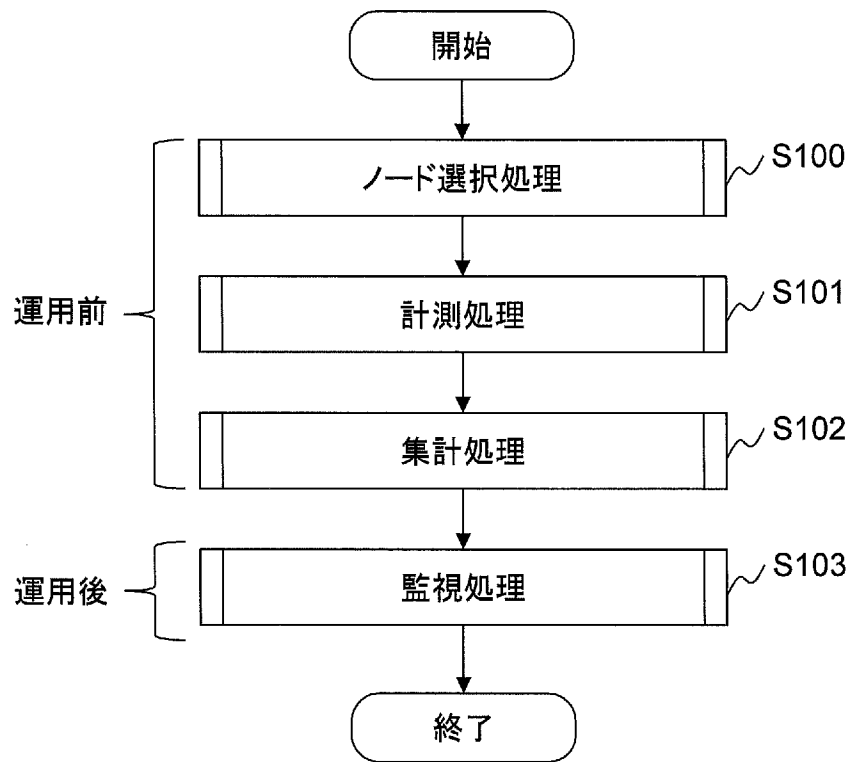 開始
ノード選択処理
S100
運用前
計測処理
S101
集計処理
S102
運用後
監視処理
S103
終了